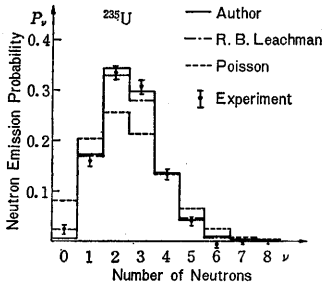 Pν
²³⁵U
0.4
0.3
0.2
0.1
Neutron Emission Probability
Author
R. B. Leachman
Poisson
Experiment
0 1 2 3 4 5 6 7 8 ν
Number of Neutrons